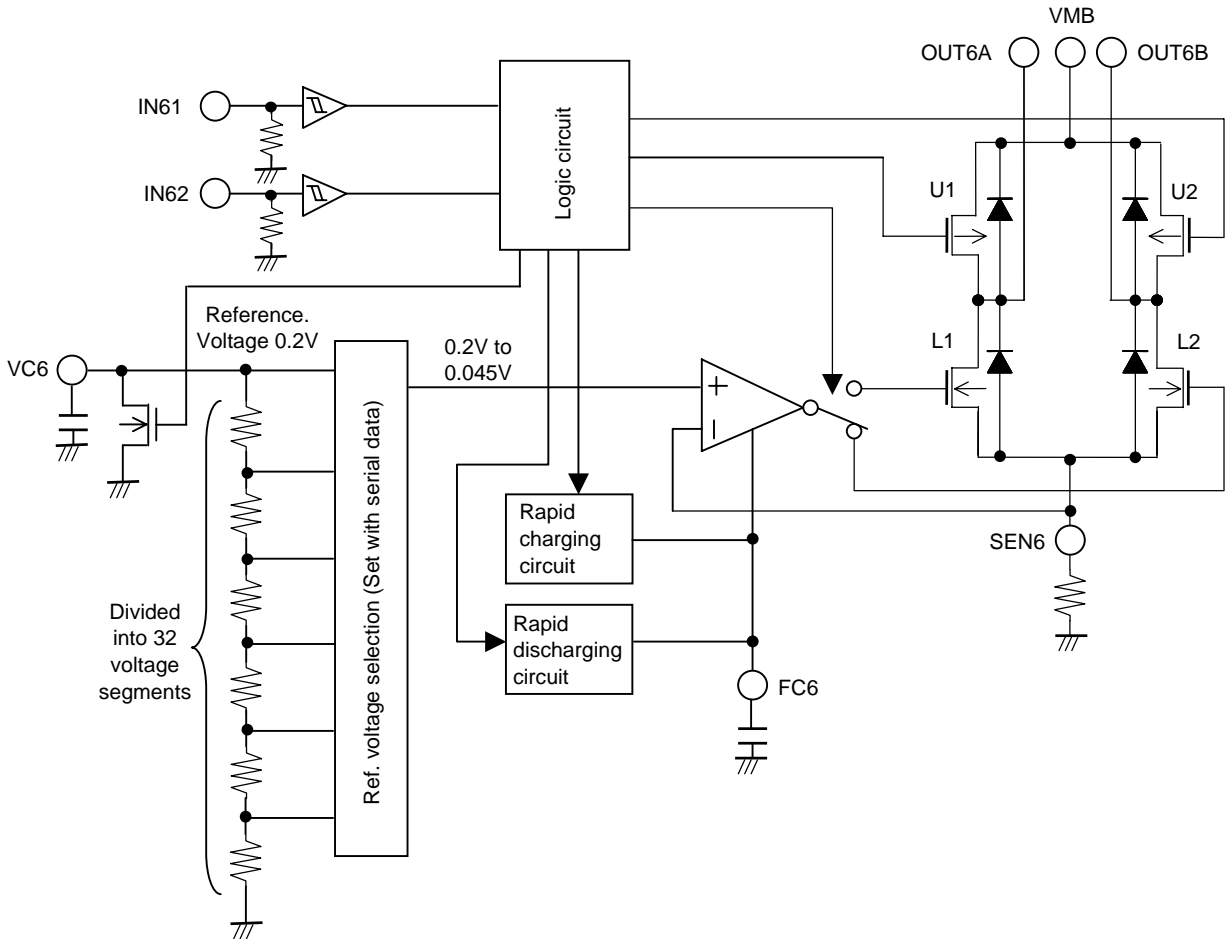 VMB
OUT6A
OUT6B
IN61
IN62
Logic circuit
U1
U2
Reference.
Voltage 0.2V
VC6
0.2V to
0.045V
L1
L2
+
−
Ref. voltage selection (Set with serial data)
Rapid
charging
circuit
SEN6
Divided
into 32
voltage
segments
Rapid
discharging
circuit
FC6